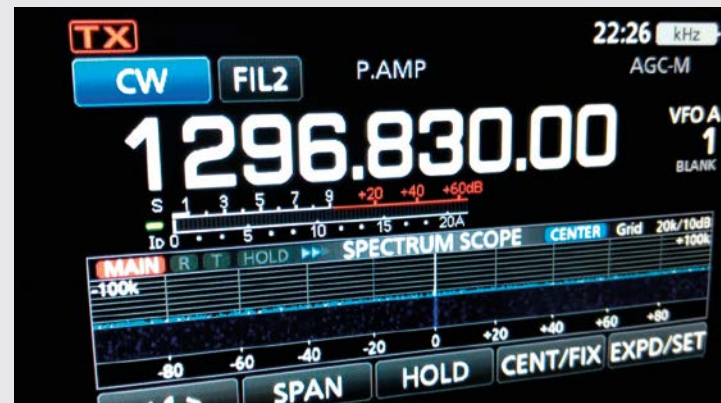 TX 22:26 kHz
CW FIL2 P.AMP AGC-M
1296.830.00 VFO A
1
BLANK
S 1 . 3 . 5 . 7 . 9 +20 +40 +60dB
ID 0 . . 5 . . 10 . . 15 . . 20A
MAIN R T HOLD SPECTRUM SCOPE CENTER Grid 20k/10dB
-100k +100k
-80 -60 -40 -20 0 +20 +40 +60 +80
SPAN HOLD CENT/FIX EXPD/SET